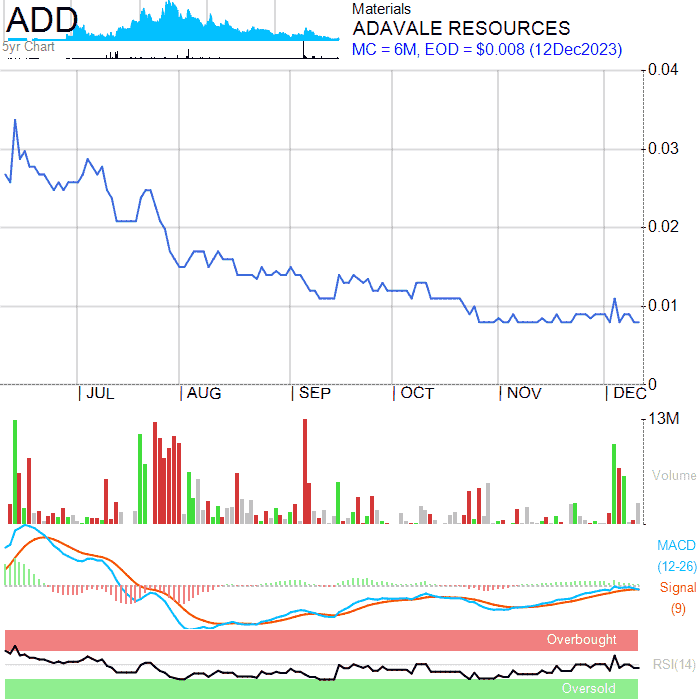 ADD
5yr Chart
Materials
ADAVALE RESOURCES
MC = 6M, EOD = $0.008 (12Dec2023)
0.04
0.03
0.02
0.01
0
| JUL | AUG | SEP | OCT | NOV | DEC
13M
Volume
MACD
(12-26)
Signal
(9)
Overbought
RSI(14)
Oversold